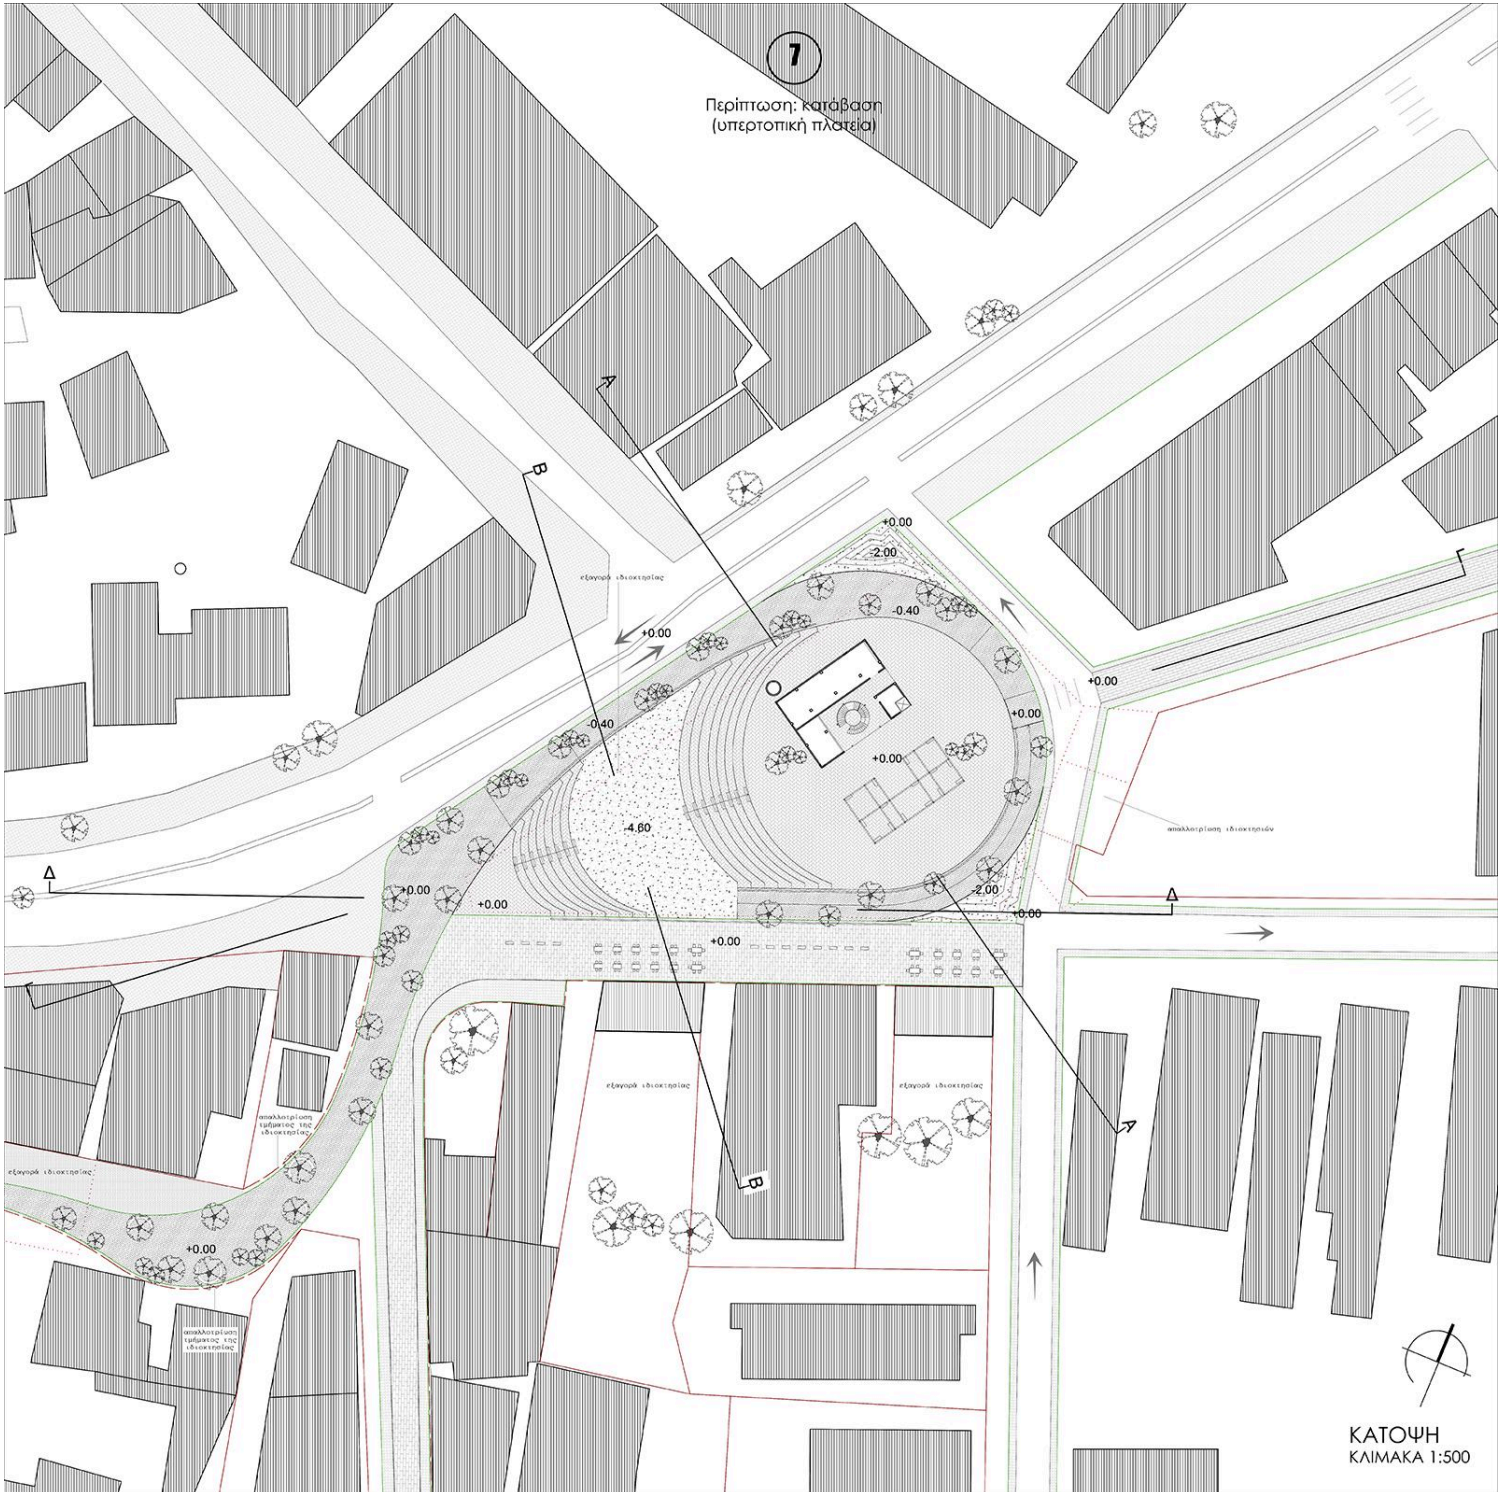 7
Περίπτωση: κατάβαση
(υπερτοπική πλατεία)
A
B
+0.00
-2.00
Γ
εξαγορά ιδιοκτησίας
-0.40
+0.00
+0.00
+0.00
-0.40
+0.00
-4.60
απαλλοτρίωση ιδιοκτησιών
Δ
+0.00
-2.00
Δ
+0.00
+0.00
+0.00
Γ
εξαγορά ιδιοκτησίας
εξαγορά ιδιοκτησίας
απαλλοτρίωση
τμήματος της
ιδιοκτησίας
A
εξαγορά ιδιοκτησίας
B
+0.00
απαλλοτρίωση
τμήματος της
ιδιοκτησίας
ΚΑΤΟΨΗ
ΚΛΙΜΑΚΑ 1:500